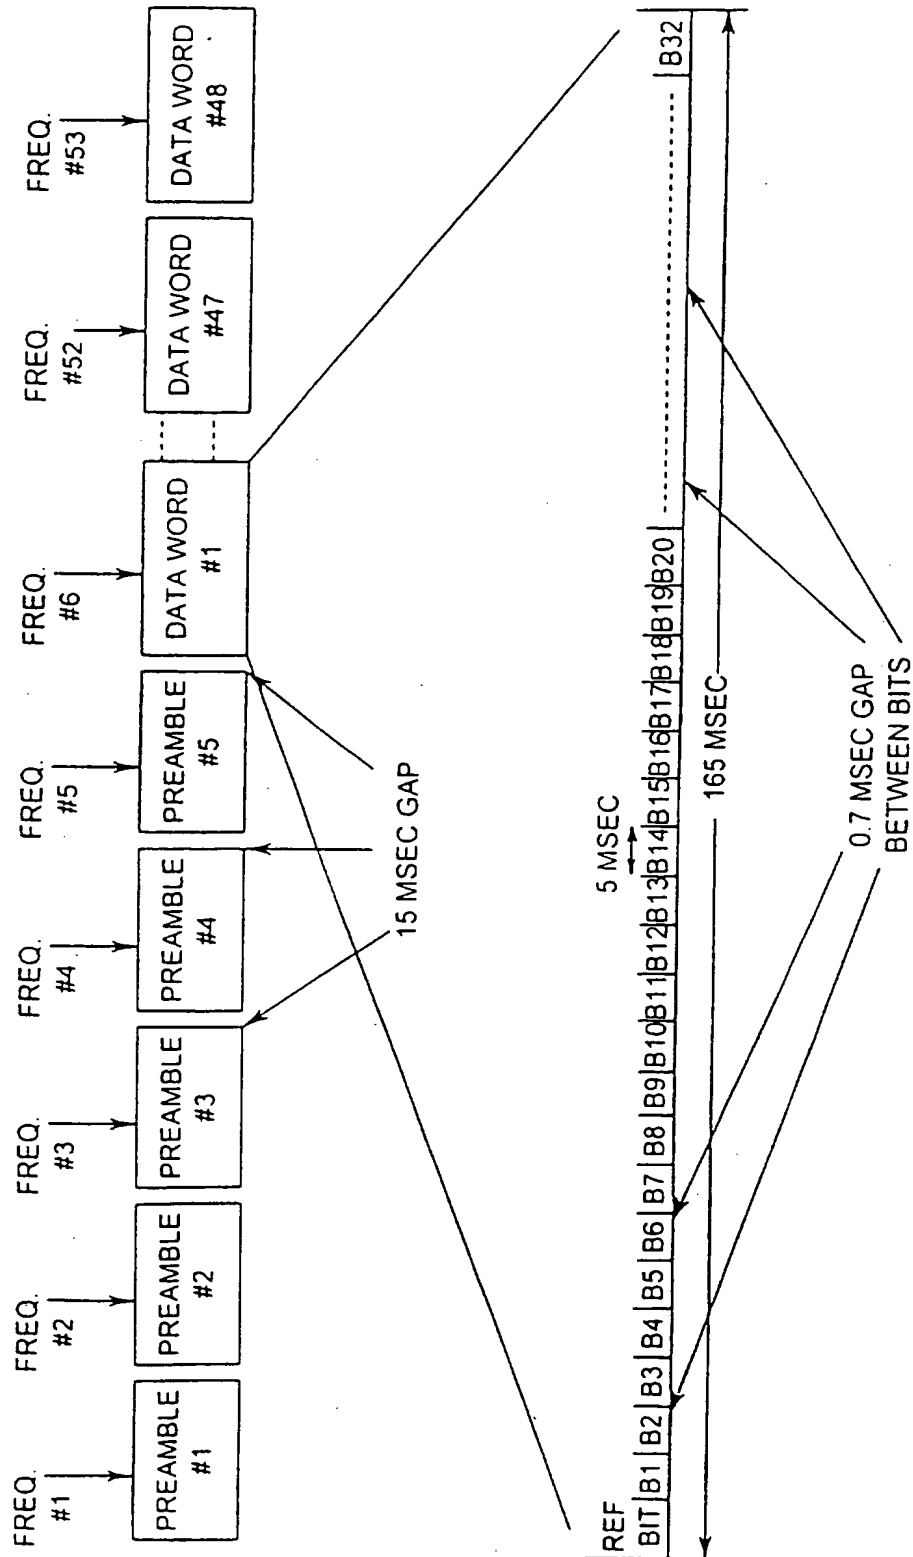 FREQ.
#1
FREQ.
#2
FREQ.
#3
FREQ.
#4
FREQ.
#5
FREQ.
#6
FREQ.
#52
FREQ.
#53
PREAMBLE
#1
PREAMBLE
#2
PREAMBLE
#3
PREAMBLE
#4
PREAMBLE
#5
DATA WORD
#1
DATA WORD
#47
DATA WORD
#48
15 MSEC GAP
5 MSEC
REF
BIT B1 B2 B3 B4 B5 B6 B7 B8 B9 B10 B11 B12 B13 B14 B15 B16 B17 B18 B19 B20 B32
165 MSEC
0.7 MSEC GAP
BETWEEN BITS